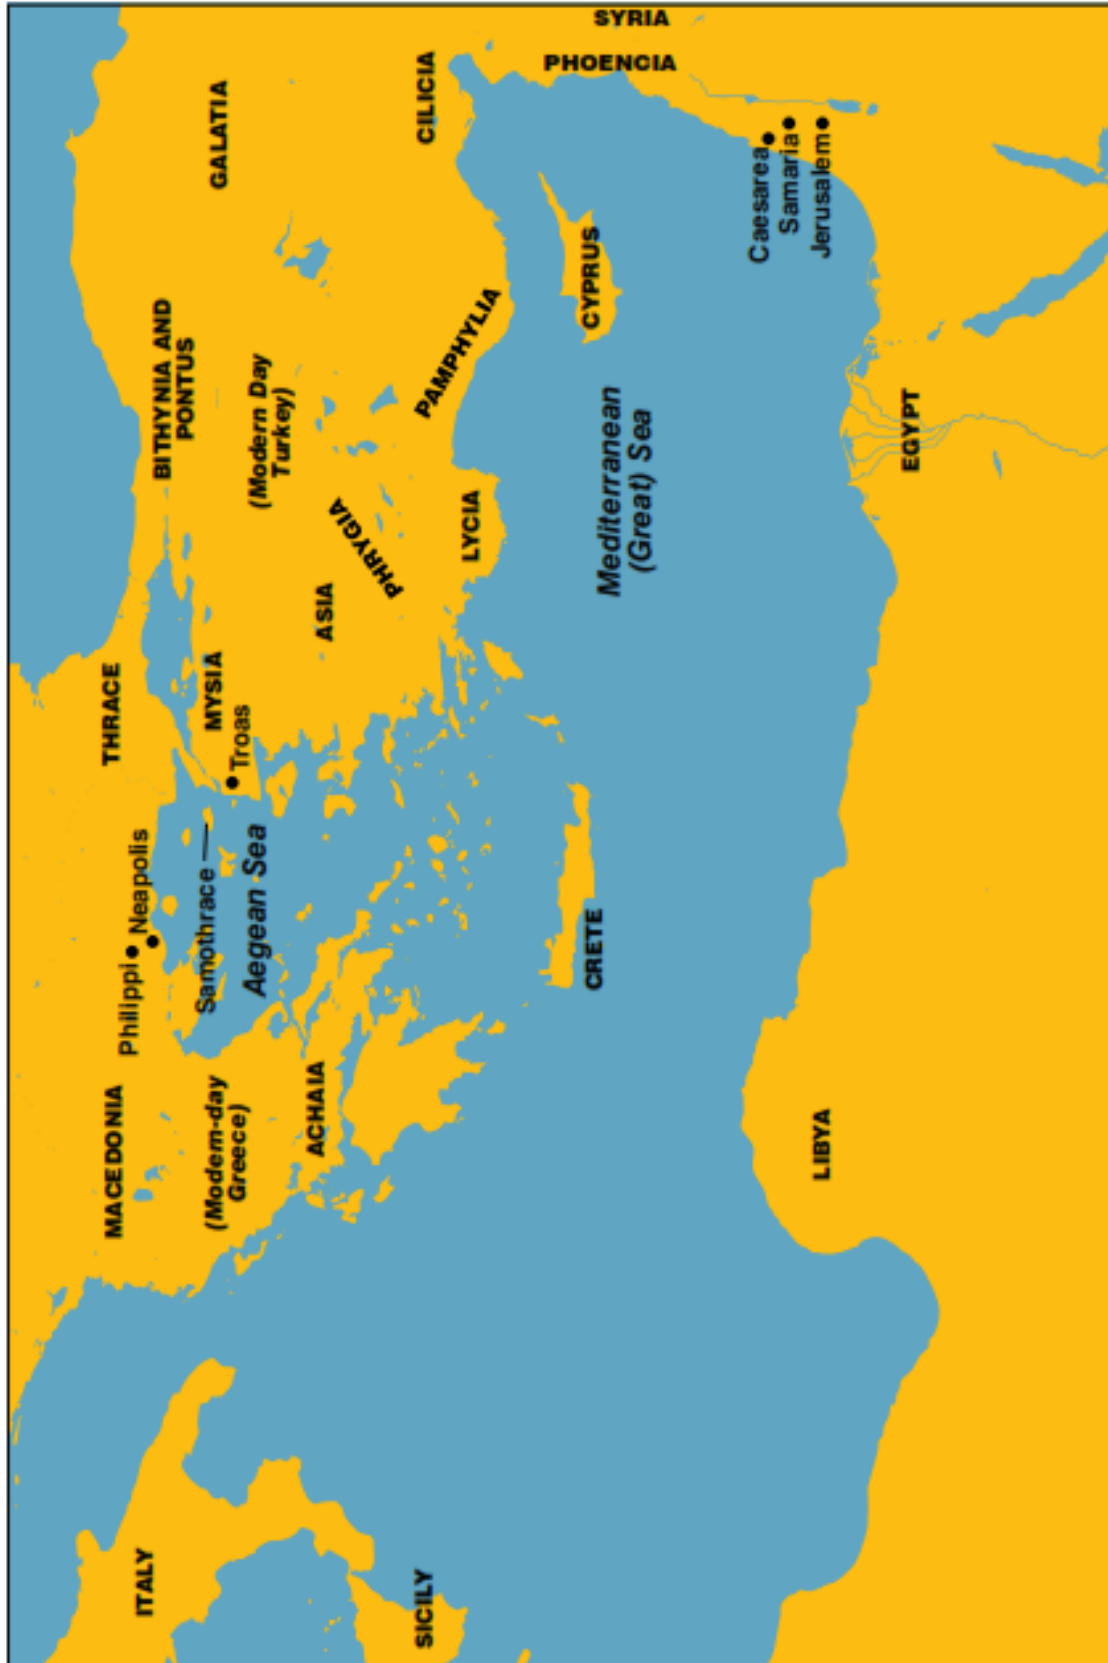 ITALY
SICILY
MACEDONIA
(Modem-day
Greece)
ACHAIA
Philippi
Neapolis
Samothrace
Aegean Sea
THRACE
MYSIA
Troas
CRETE
LIBYA
ASIA
PHRYGIA
LYCIA
BITHYNIA AND
PONTUS
(Modern Day
Turkey)
PAMPHYLIA
Mediterranean
(Great) Sea
GALATIA
CILICIA
CYPRUS
EGYPT
SYRIA
PHOENCIA
Caesarea
Samaria
Jerusalem